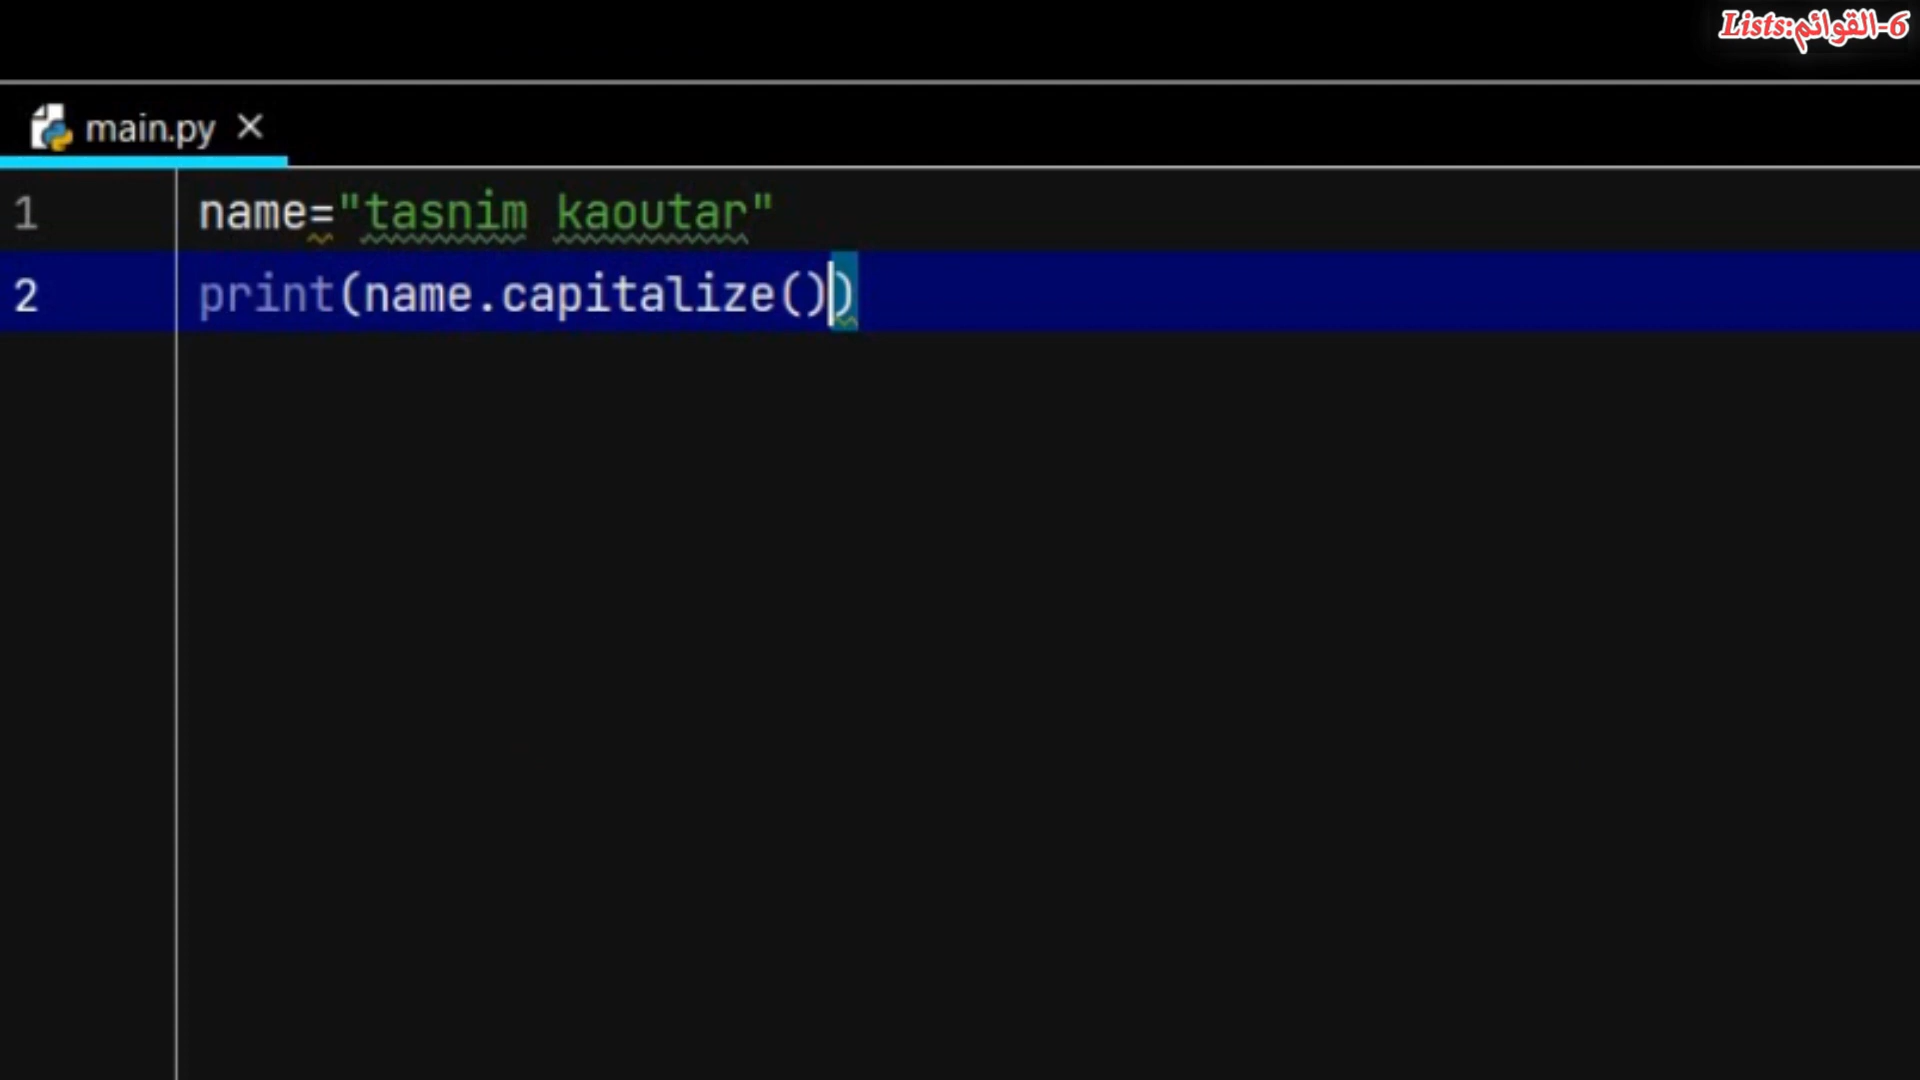 6-القوائم:Lists
main.py
1 name="tasnim kaoutar"
2 print(name.capitalize())